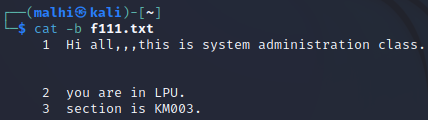 ┌──(malhi㉿kali)-[~]
└─$ cat -b f111.txt
     1  Hi all,,,this is system administration class.


     2  you are in LPU.
     3  section is KM003.